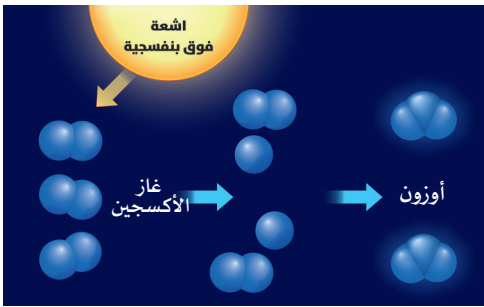 اشعة
فوق بنفسجية
غاز
الأكسجين
أوزون